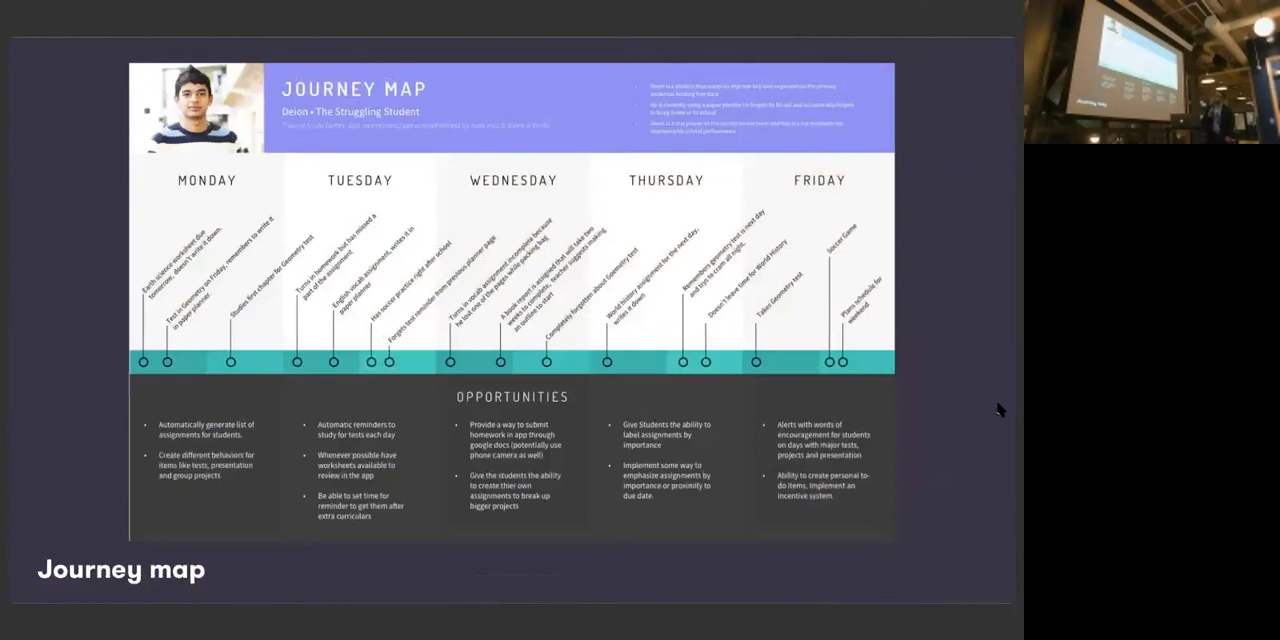 JOURNEY MAP
Deion • The Struggling Student
MONDAY
TUESDAY
WEDNESDAY
THURSDAY
FRIDAY
Earth science worksheet due
tomorrow, doesn't write it down.
Test in Geometry on Friday, remembers to write it
in paper planner.
Studies first chapter for Geometry test
Turns in homework but has missed a
part of the assignment
English vocab assignment, writes it in
paper planner
Has soccer practice right after school
Forgets test reminder from previous planner page
Turns in vocab assignment incomplete because
he lost one of the pages while packing bag
A book report is assigned that will take two
weeks to complete, teacher suggests making
an outline to start
Completely forgotten about Goemetry test
World history assignment for the next day,
writes it down
Remembers geometry test is next day
and trys to cram all night.
Doesn't leave time for World History
Takes Geometry test
Soccer Game
Plans schedule for
weekend
OPPORTUNITIES
• Automatically generate list of
assignments for students.
• Create different behaviors for
items like tests, presentation
and group projects
• Automatic reminders to
study for tests each day
• Whenever possible have
worksheets available to
review in the app
• Be able to set time for
reminder to get them after
extra curriculars
• Provide a way to submit
homework in app through
google docs (potentially use
phone camera as well)
• Give the students the ability
to create thier own
assignments to break up
bigger projects
• Give Students the ability to
label assignments by
importance
• Implement some way to
emphasize assignments by
importance or proximity to
due date.
• Alerts with words of
encouragement for students
on days with major tests,
projects and presentation
• Ability to create personal to-
do items, Implement an
incentive system.
Journey map
Journey map